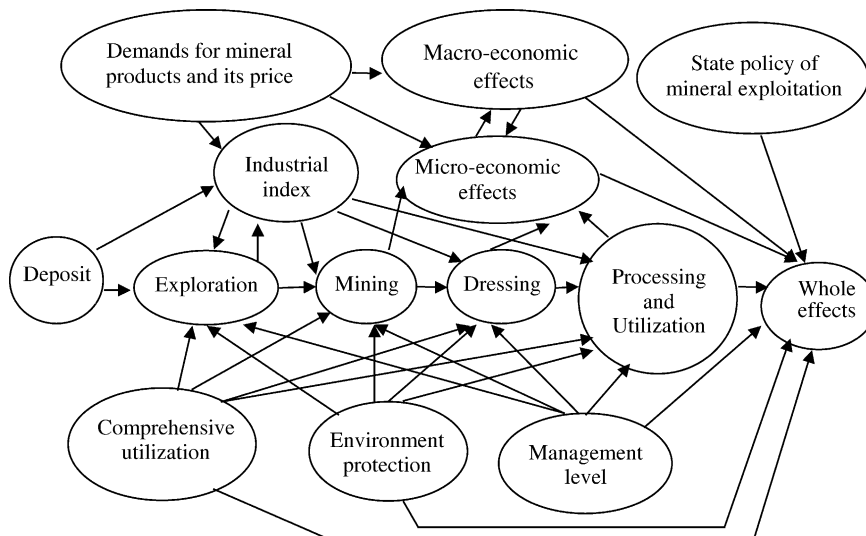 Demands for mineral
products and its price
Macro-economic
effects
State policy of
mineral exploitation
Industrial
index
Micro-economic
effects
Deposit
Exploration
Mining
Dressing
Processing
and
Utilization
Whole
effects
Comprehensive
utilization
Environment
protection
Management
level